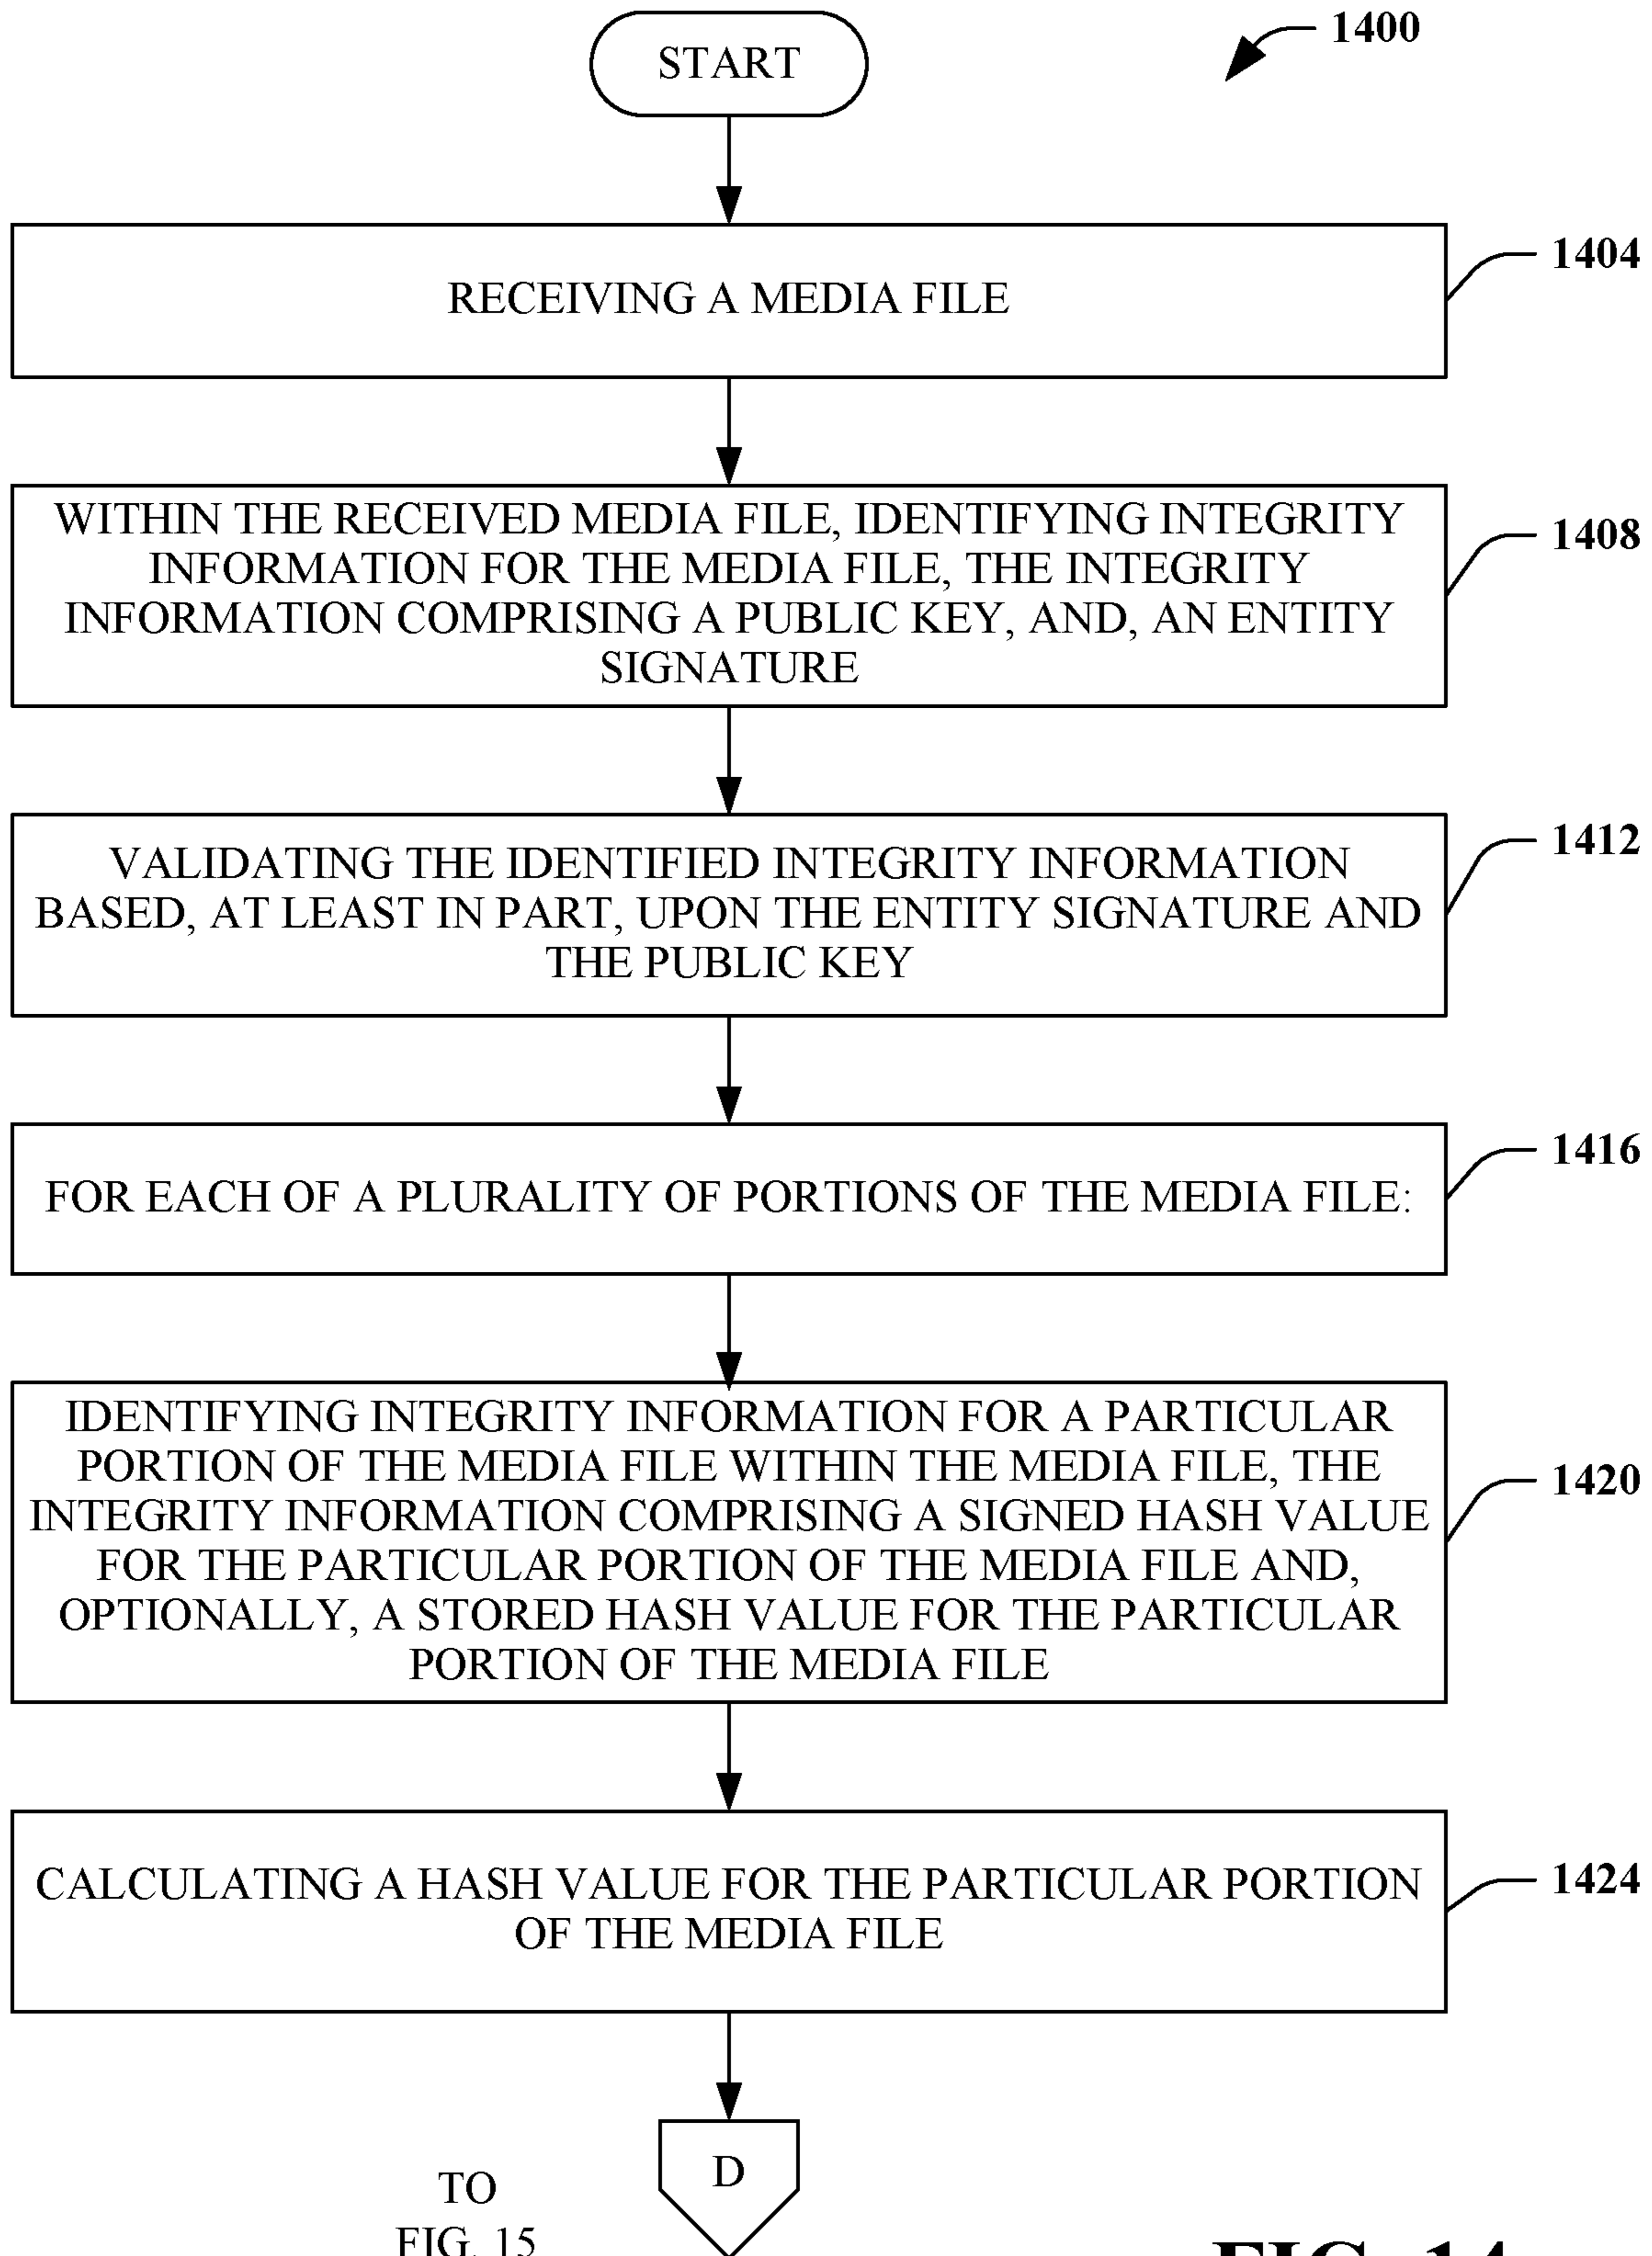 1400
START
RECEIVING A MEDIA FILE
1404
WITHIN THE RECEIVED MEDIA FILE, IDENTIFYING INTEGRITY
INFORMATION FOR THE MEDIA FILE, THE INTEGRITY
INFORMATION COMPRISING A PUBLIC KEY, AND, AN ENTITY
SIGNATURE
1408
VALIDATING THE IDENTIFIED INTEGRITY INFORMATION
BASED, AT LEAST IN PART, UPON THE ENTITY SIGNATURE AND
THE PUBLIC KEY
1412
FOR EACH OF A PLURALITY OF PORTIONS OF THE MEDIA FILE:
1416
IDENTIFYING INTEGRITY INFORMATION FOR A PARTICULAR
PORTION OF THE MEDIA FILE WITHIN THE MEDIA FILE, THE
INTEGRITY INFORMATION COMPRISING A SIGNED HASH VALUE
FOR THE PARTICULAR PORTION OF THE MEDIA FILE AND,
OPTIONALLY, A STORED HASH VALUE FOR THE PARTICULAR
PORTION OF THE MEDIA FILE
1420
CALCULATING A HASH VALUE FOR THE PARTICULAR PORTION
OF THE MEDIA FILE
1424
D
TO
FIG. 15
FIG. 14